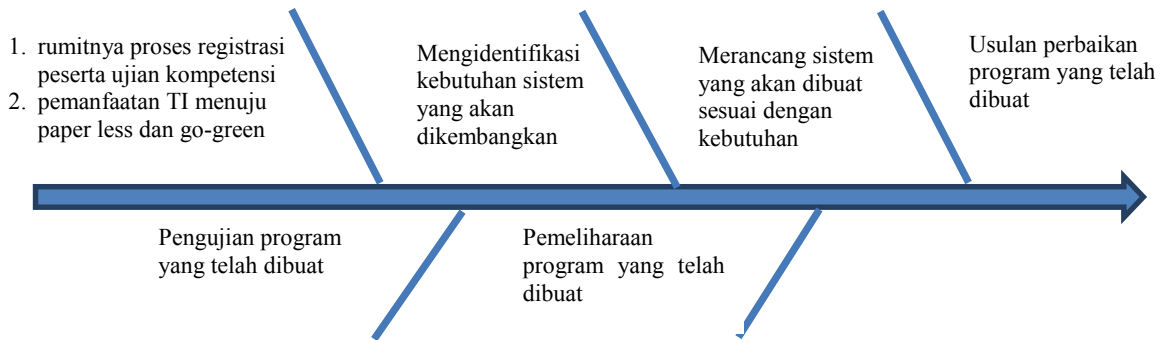 1. rumitnya proses registrasi
peserta ujian kompetensi
2. pemanfaatan TI menuju
paper less dan go-green
Mengidentifikasi
kebutuhan sistem
yang akan
dikembangkan
Merancang sistem
yang akan dibuat
sesuai dengan
kebutuhan
Usulan perbaikan
program yang telah
dibuat
Pengujian program
yang telah dibuat
Pemeliharaan
program yang telah
dibuat